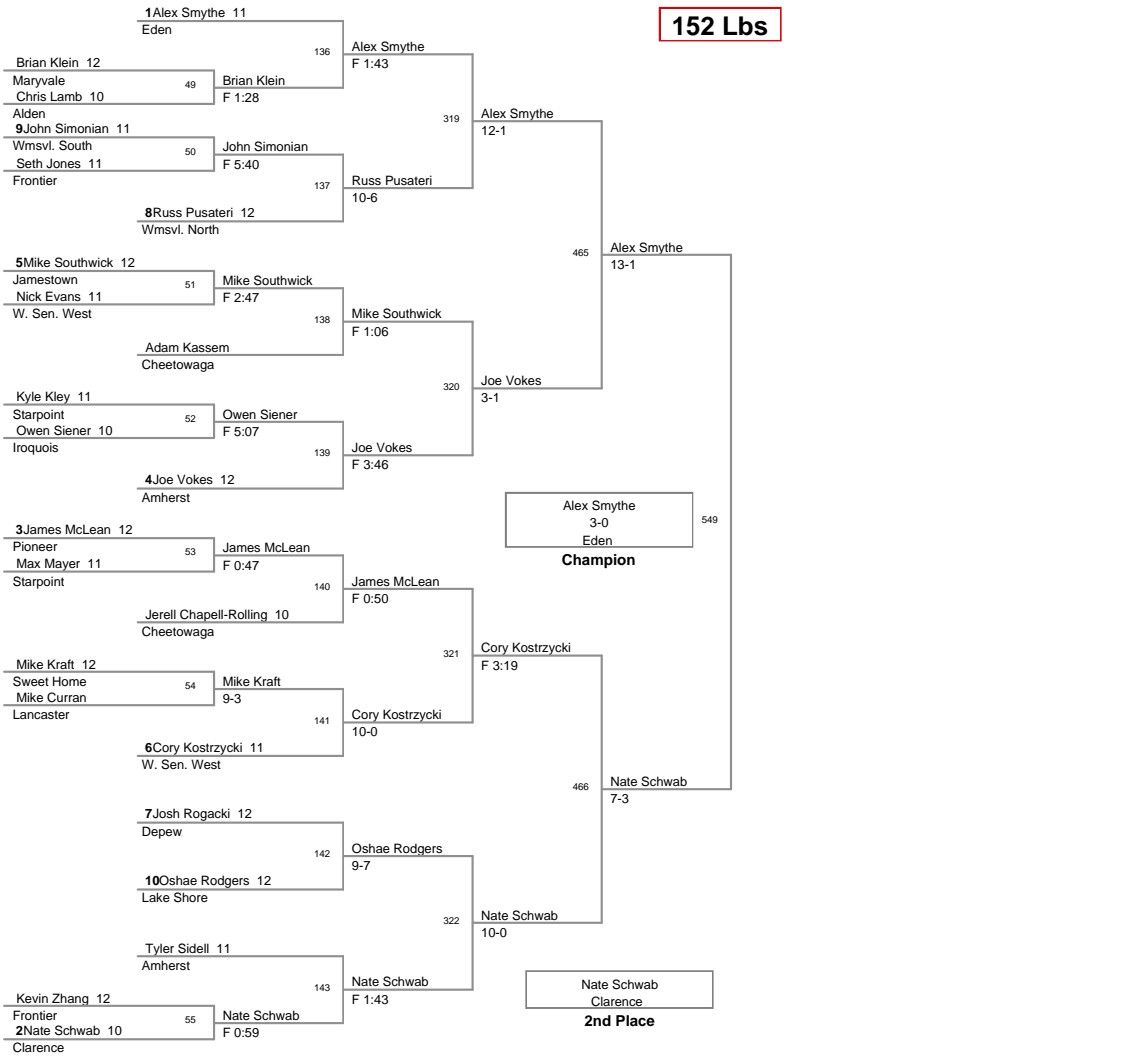 152 Lbs
1Alex Smythe 11
Eden
136
Alex Smythe
F 1:43
Brian Klein 12
Maryvale
49
Brian Klein
F 1:28
Chris Lamb 10
Alden
319
Alex Smythe
12-1
9John Simonian 11
Wmsvl. South
50
John Simonian
F 5:40
Seth Jones 11
Frontier
137
Russ Pusateri
10-6
8Russ Pusateri 12
Wmsvl. North
465
Alex Smythe
13-1
5Mike Southwick 12
Jamestown
51
Mike Southwick
F 2:47
Nick Evans 11
W. Sen. West
138
Mike Southwick
F 1:06
Adam Kassem
Cheetowaga
320
Joe Vokes
3-1
Kyle Kley 11
Starpoint
52
Owen Siener
F 5:07
Owen Siener 10
Iroquois
139
Joe Vokes
F 3:46
4Joe Vokes 12
Amherst
Alex Smythe
3-0
Eden
Champion
549
3James McLean 12
Pioneer
53
James McLean
F 0:47
Max Mayer 11
Starpoint
140
James McLean
F 0:50
Jerell Chapell-Rolling 10
Cheetowaga
321
Cory Kostrzycki
F 3:19
Mike Kraft 12
Sweet Home
54
Mike Kraft
9-3
Mike Curran
Lancaster
141
Cory Kostrzycki
10-0
6Cory Kostrzycki 11
W. Sen. West
466
Nate Schwab
7-3
7Josh Rogacki 12
Depew
142
Oshae Rodgers
9-7
10Oshae Rodgers 12
Lake Shore
322
Nate Schwab
10-0
Tyler Sidell 11
Amherst
143
Nate Schwab
F 1:43
Kevin Zhang 12
Frontier
55
Nate Schwab
F 0:59
2Nate Schwab 10
Clarence
Nate Schwab
Clarence
2nd Place